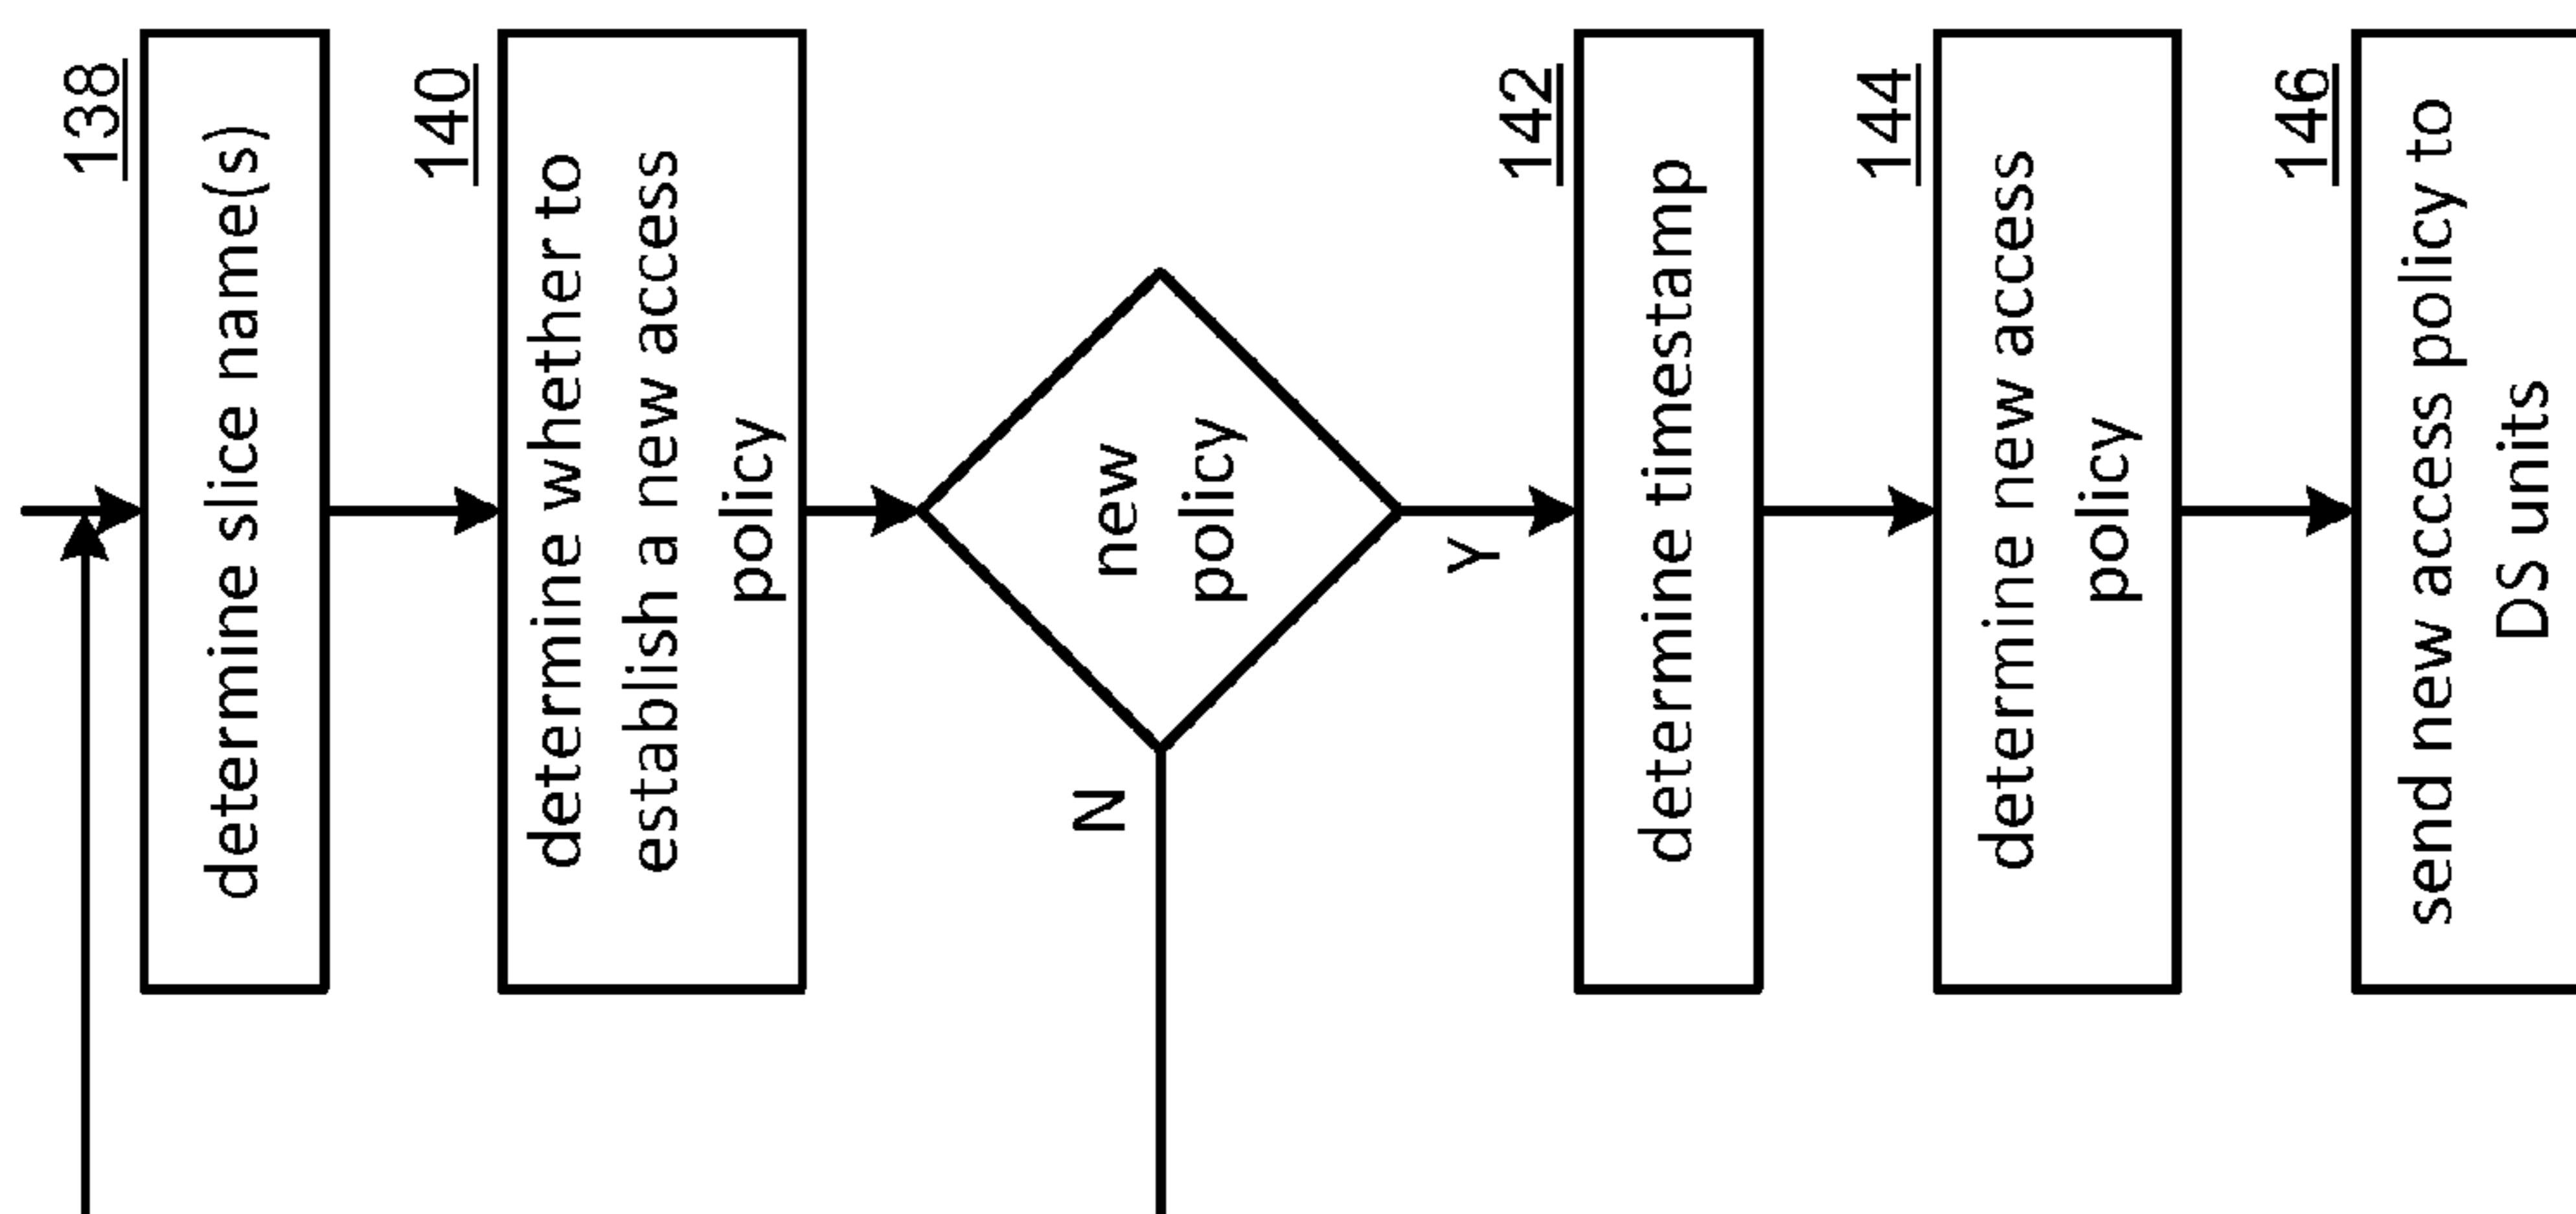 138
determine slice name(s)
140
determine whether to
establish a new access
policy
new
policy
N
Y
142
determine timestamp
144
determine new access
policy
146
send new access policy to
DS units